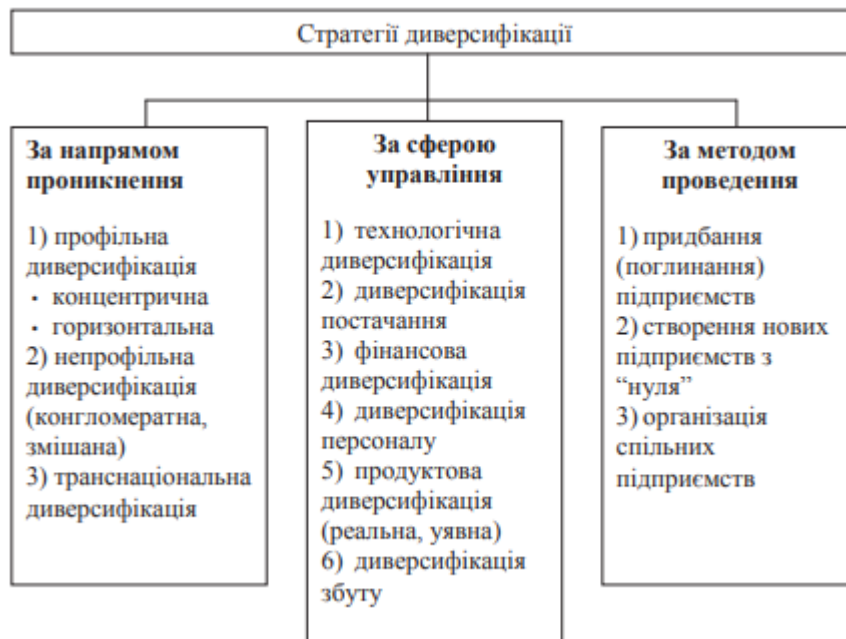 Стратегії диверсифікації
За напрямом
проникнення
1) профільна
диверсифікація
• концентрична
• горизонтальна
2) непрофільна
диверсифікація
(конгломератна,
змішана)
3) транснаціональна
диверсифікація
За сферою
управління
1) технологічна
диверсифікація
2) диверсифікація
постачання
3) фінансова
диверсифікація
4) диверсифікація
персоналу
5) продуктова
диверсифікація
(реальна, уявна)
6) диверсифікація
збуту
За методом
проведення
1) придбання
(поглинання)
підприємств
2) створення нових
підприємств з
“нуля”
3) організація
спільних
підприємств